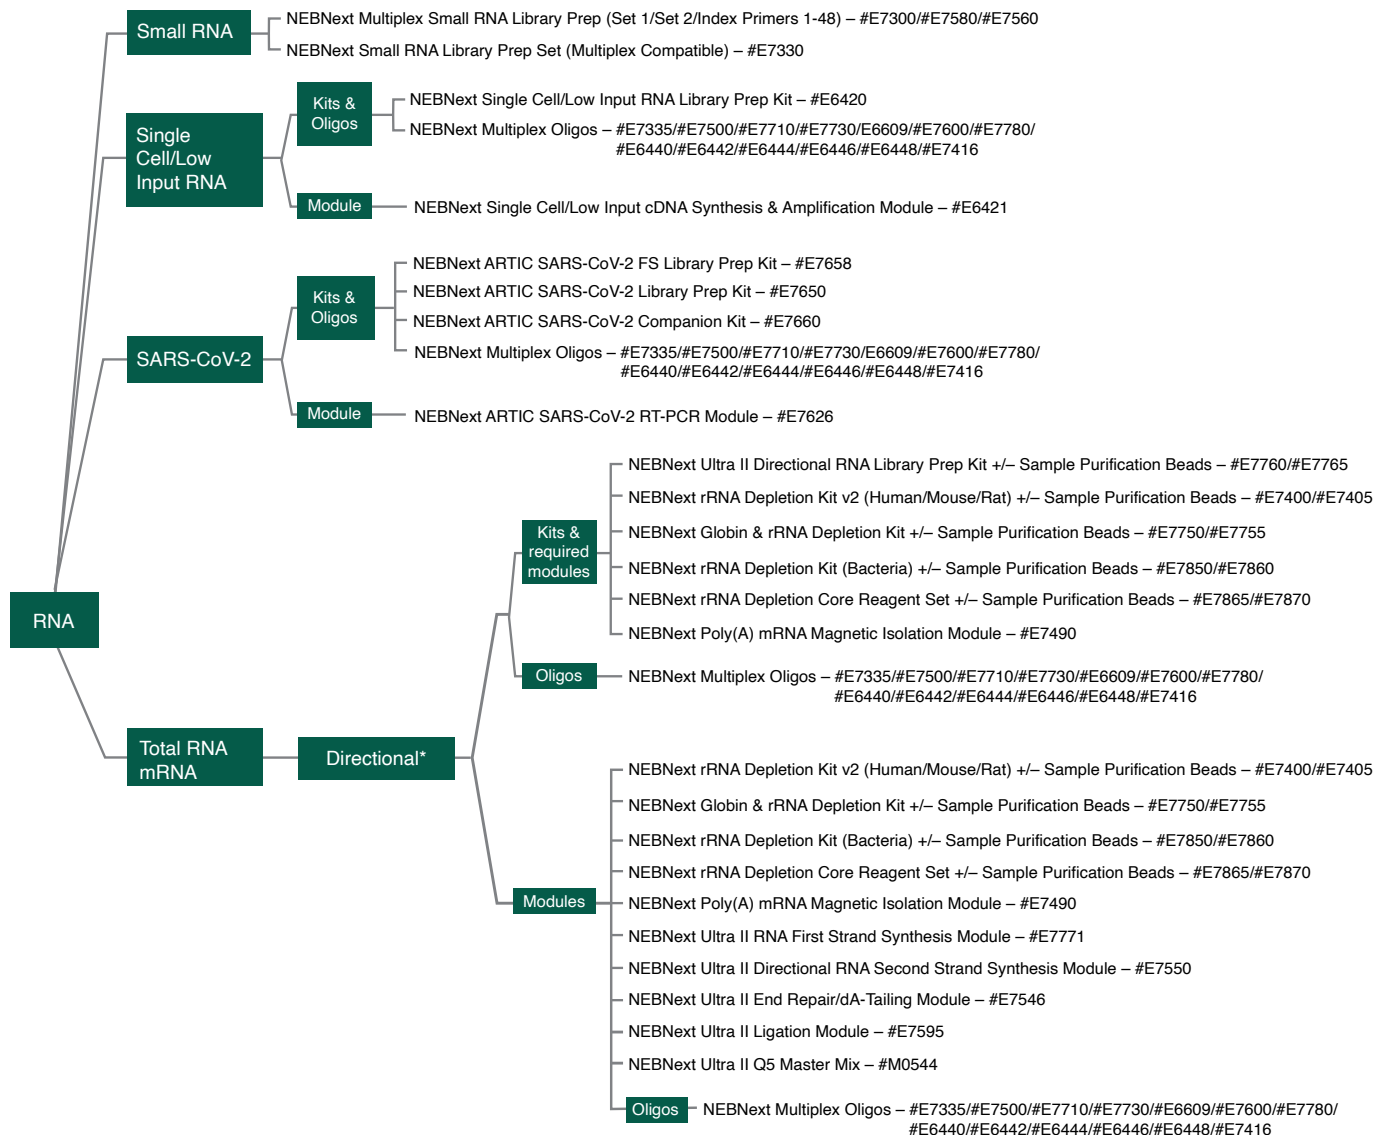 Small RNA
NEBNext Multiplex Small RNA Library Prep (Set 1/Set 2/Index Primers 1-48) – #E7300/#E7580/#E7560
NEBNext Small RNA Library Prep Set (Multiplex Compatible) – #E7330
Single
Cell/Low
Input RNA
Kits &
Oligos
NEBNext Single Cell/Low Input RNA Library Prep Kit – #E6420
NEBNext Multiplex Oligos – #E7335/#E7500/#E7710/#E7730/E6609/#E7600/#E7780/
#E6440/#E6442/#E6444/#E6446/#E6448/#E7416
Module
NEBNext Single Cell/Low Input cDNA Synthesis & Amplification Module – #E6421
SARS-CoV-2
Kits &
Oligos
NEBNext ARTIC SARS-CoV-2 FS Library Prep Kit – #E7658
NEBNext ARTIC SARS-CoV-2 Library Prep Kit – #E7650
NEBNext ARTIC SARS-CoV-2 Companion Kit – #E7660
NEBNext Multiplex Oligos – #E7335/#E7500/#E7710/#E7730/E6609/#E7600/#E7780/
#E6440/#E6442/#E6444/#E6446/#E6448/#E7416
Module
NEBNext ARTIC SARS-CoV-2 RT-PCR Module – #E7626
RNA
Total RNA
mRNA
Directional*
Kits &
required
modules
NEBNext Ultra II Directional RNA Library Prep Kit +/– Sample Purification Beads – #E7760/#E7765
NEBNext rRNA Depletion Kit v2 (Human/Mouse/Rat) +/– Sample Purification Beads – #E7400/#E7405
NEBNext Globin & rRNA Depletion Kit +/– Sample Purification Beads – #E7750/#E7755
NEBNext rRNA Depletion Kit (Bacteria) +/– Sample Purification Beads – #E7850/#E7860
NEBNext rRNA Depletion Core Reagent Set +/– Sample Purification Beads – #E7865/#E7870
NEBNext Poly(A) mRNA Magnetic Isolation Module – #E7490
Oligos
NEBNext Multiplex Oligos – #E7335/#E7500/#E7710/#E7730/#E6609/#E7600/#E7780/
#E6440/#E6442/#E6444/#E6446/#E6448/#E7416
Modules
NEBNext rRNA Depletion Kit v2 (Human/Mouse/Rat) +/– Sample Purification Beads – #E7400/#E7405
NEBNext Globin & rRNA Depletion Kit +/– Sample Purification Beads – #E7750/#E7755
NEBNext rRNA Depletion Kit (Bacteria) +/– Sample Purification Beads – #E7850/#E7860
NEBNext rRNA Depletion Core Reagent Set +/– Sample Purification Beads – #E7865/#E7870
NEBNext Poly(A) mRNA Magnetic Isolation Module – #E7490
NEBNext Ultra II RNA First Strand Synthesis Module – #E7771
NEBNext Ultra II Directional RNA Second Strand Synthesis Module – #E7550
NEBNext Ultra II End Repair/dA-Tailing Module – #E7546
NEBNext Ultra II Ligation Module – #E7595
NEBNext Ultra II Q5 Master Mix – #M0544
Oligos
NEBNext Multiplex Oligos – #E7335/#E7500/#E7710/#E7730/#E6609/#E7600/#E7780/
#E6440/#E6442/#E6444/#E6446/#E6448/#E7416